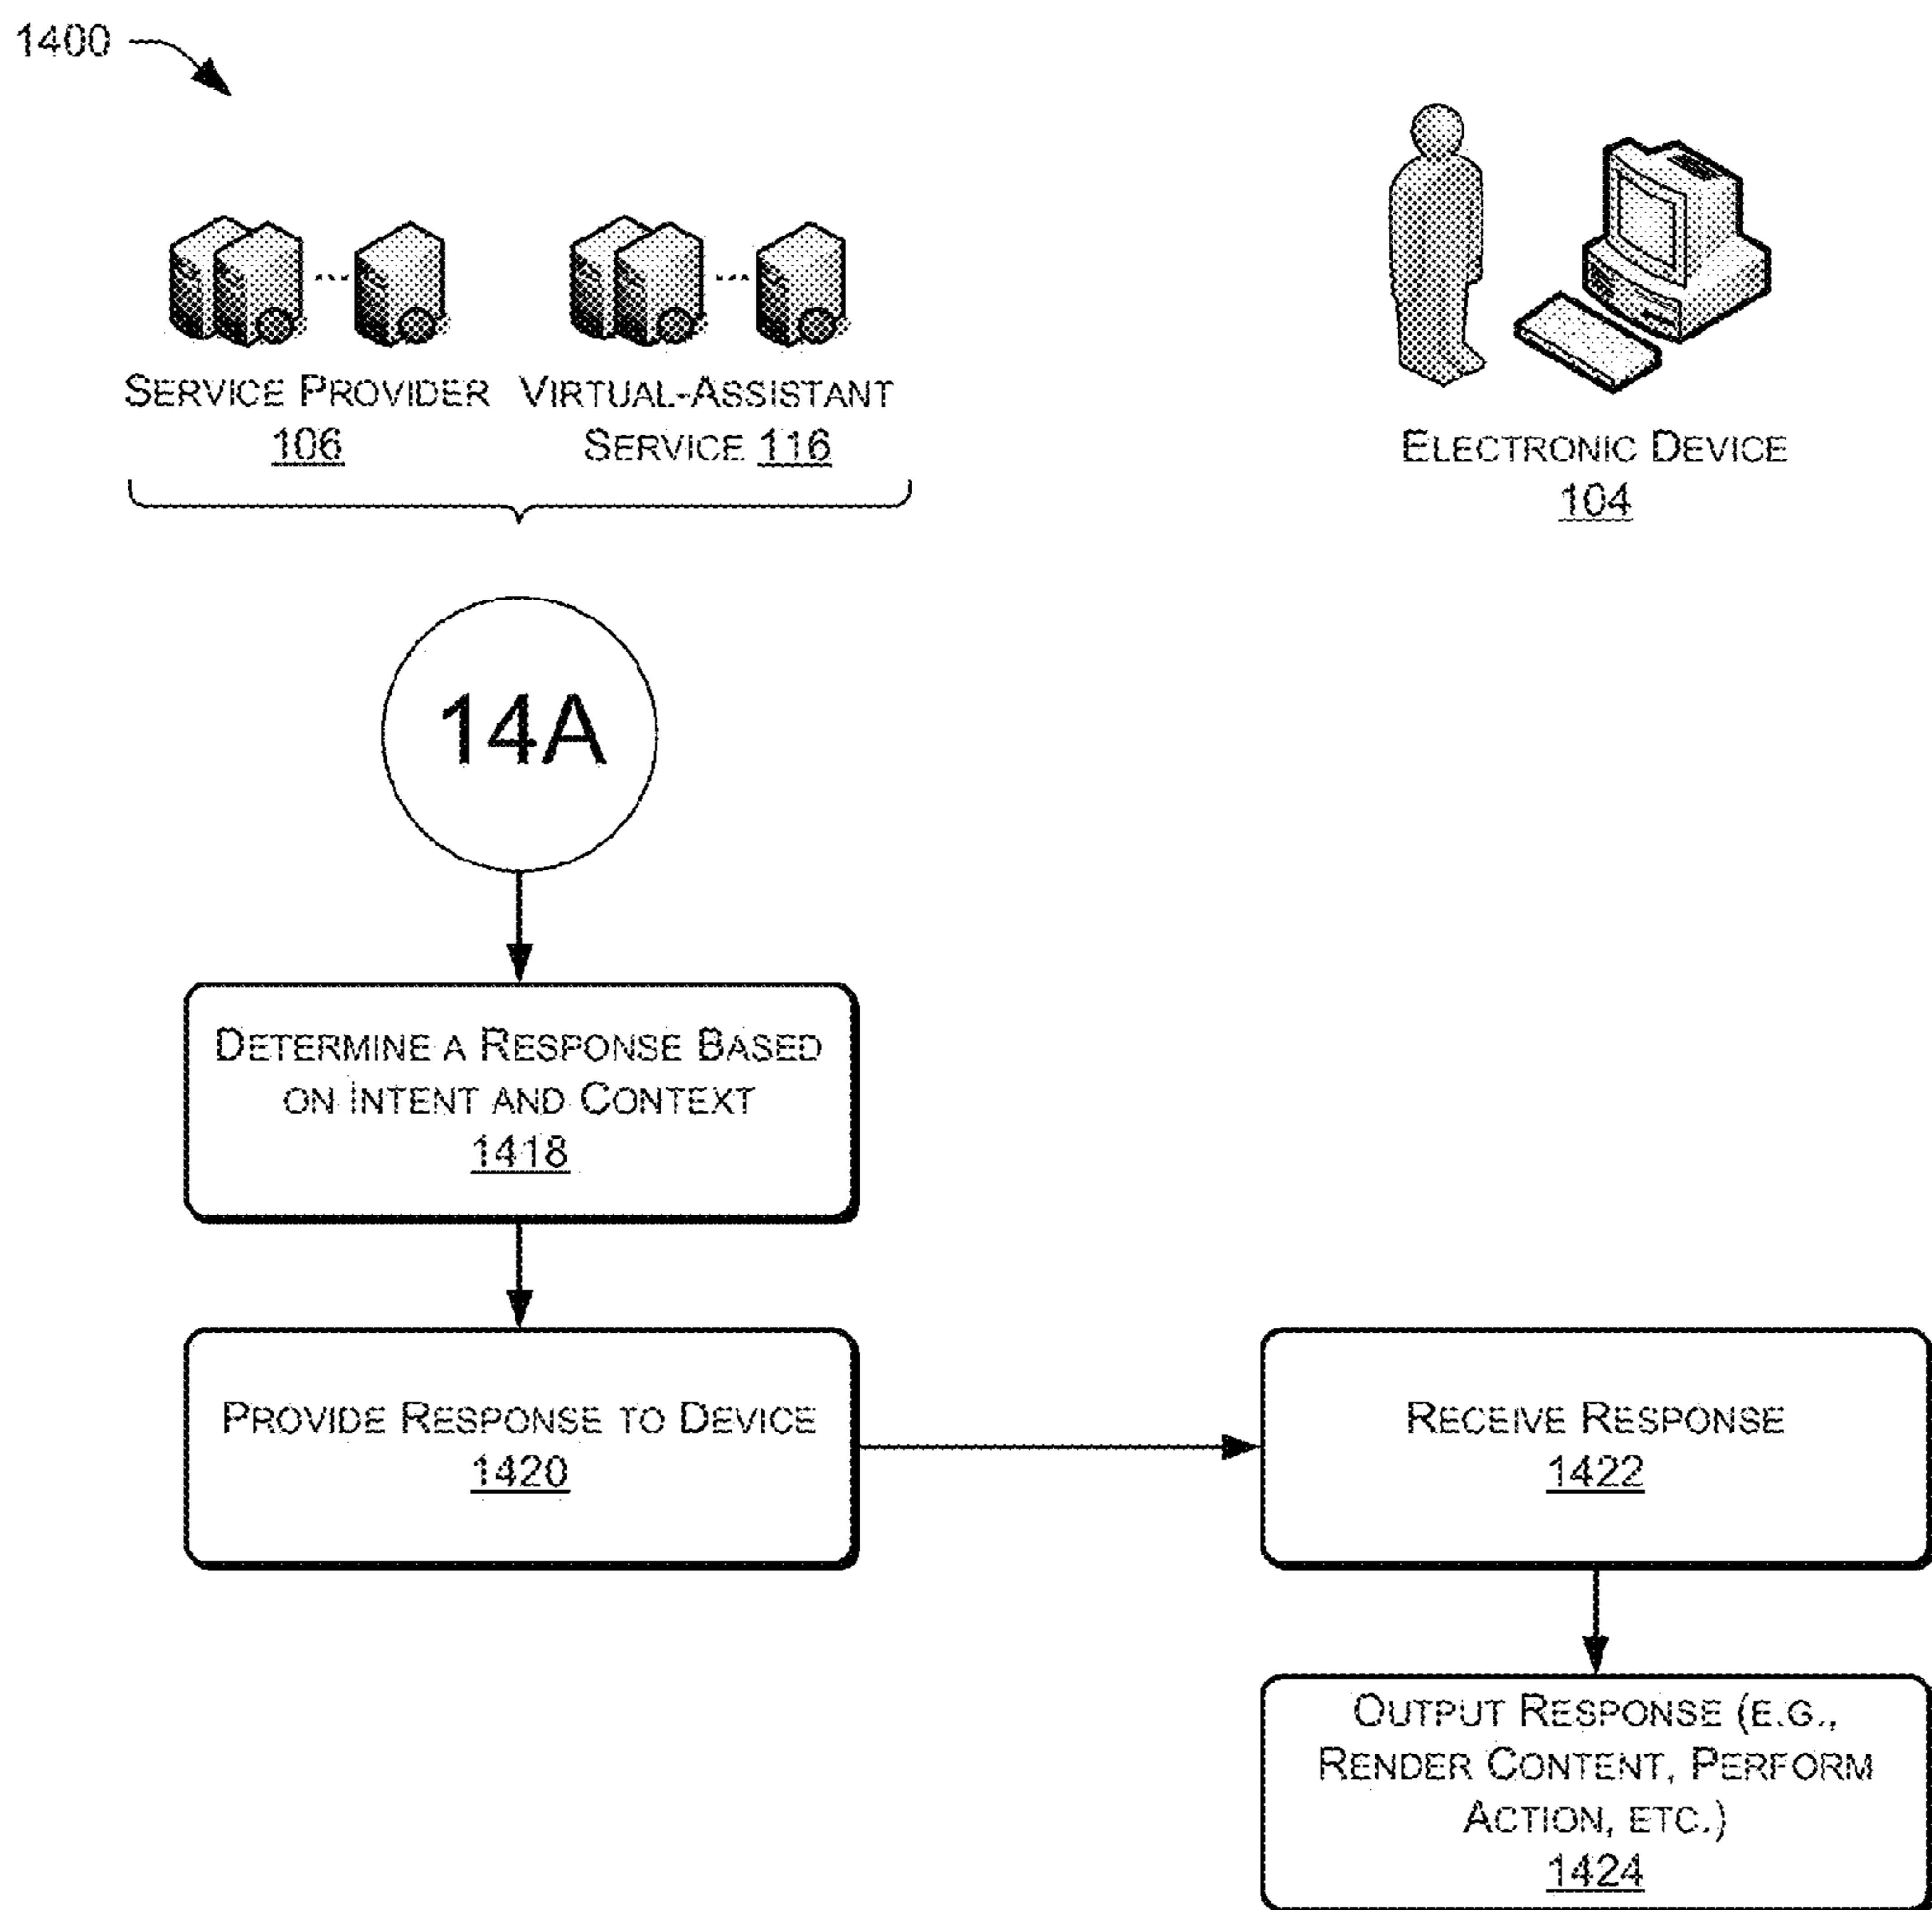 1400
SERVICE PROVIDER
106
VIRTUAL-ASSISTANT
SERVICE 116
ELECTRONIC DEVICE
104
14A
DETERMINE A RESPONSE BASED
ON INTENT AND CONTEXT
1418
PROVIDE RESPONSE TO DEVICE
1420
RECEIVE RESPONSE
1422
OUTPUT RESPONSE (E.G.,
RENDER CONTENT, PERFORM
ACTION, ETC.)
1424